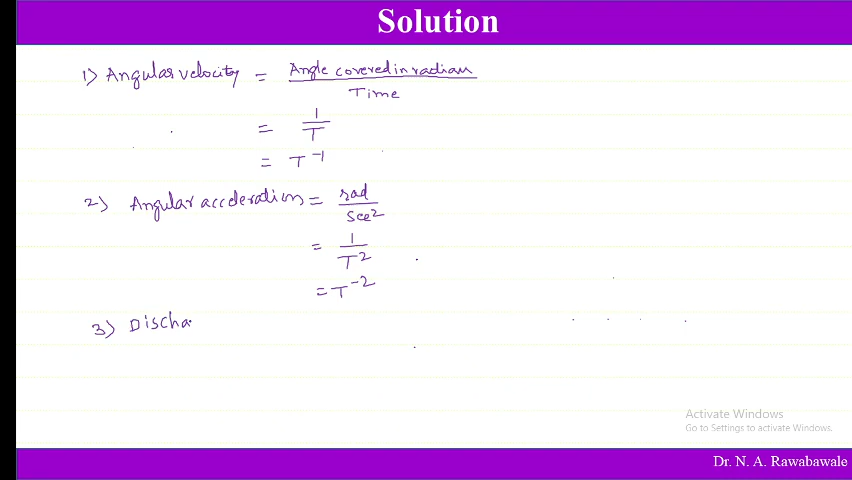 Solution
1) Angular velocity = Angle covered in radian / Time
= 1 / T
= T⁻¹
2) Angular acceleration = rad / sec²
= 1 / T²
= T⁻²
3) Discha
Activate Windows
Go to Settings to activate Windows.
Dr. N. A. Rawabawale